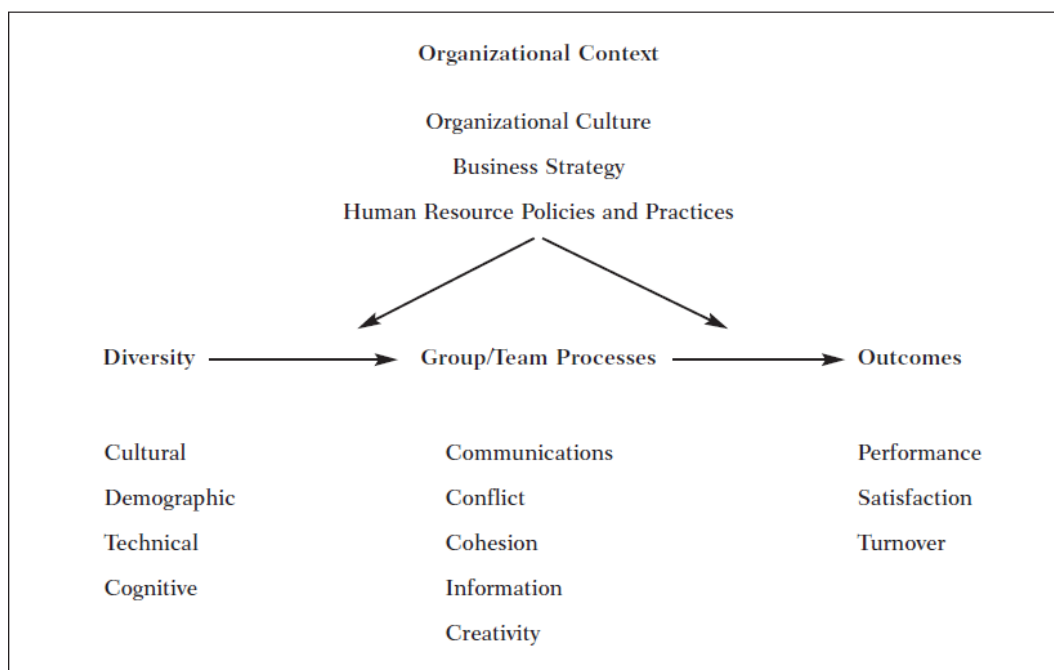 Organizational Context
Organizational Culture
Business Strategy
Human Resource Policies and Practices
Diversity
Group/Team Processes
Outcomes
Cultural
Demographic
Technical
Cognitive
Communications
Conflict
Cohesion
Information
Creativity
Performance
Satisfaction
Turnover